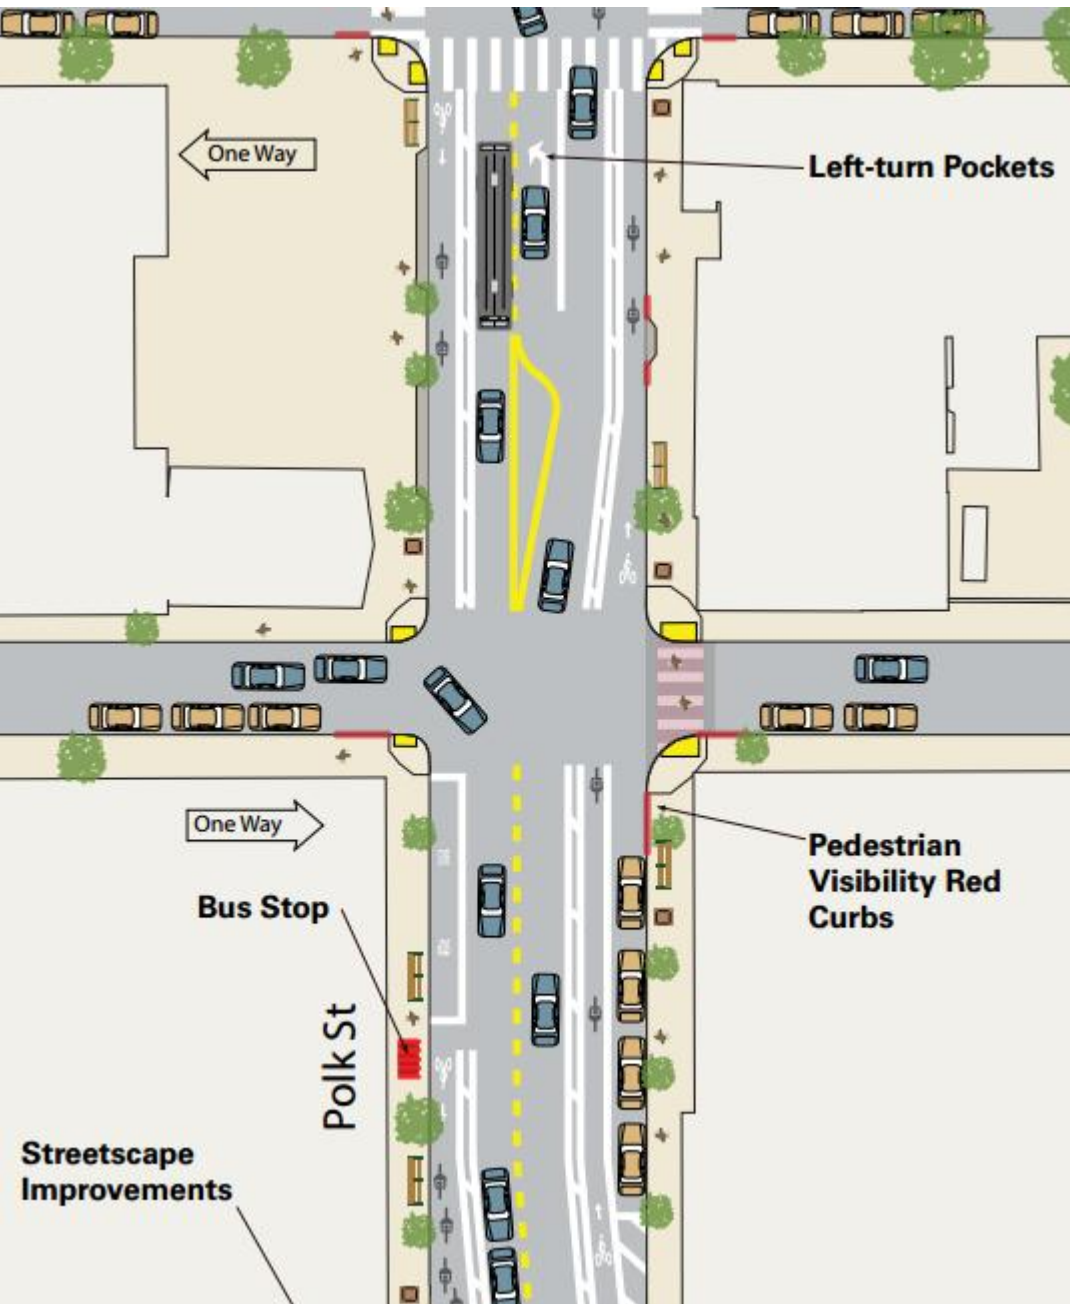 One Way
Left-turn Pockets
One Way
Bus Stop
Pedestrian
Visibility Red
Curbs
Polk St
Streetscape
Improvements